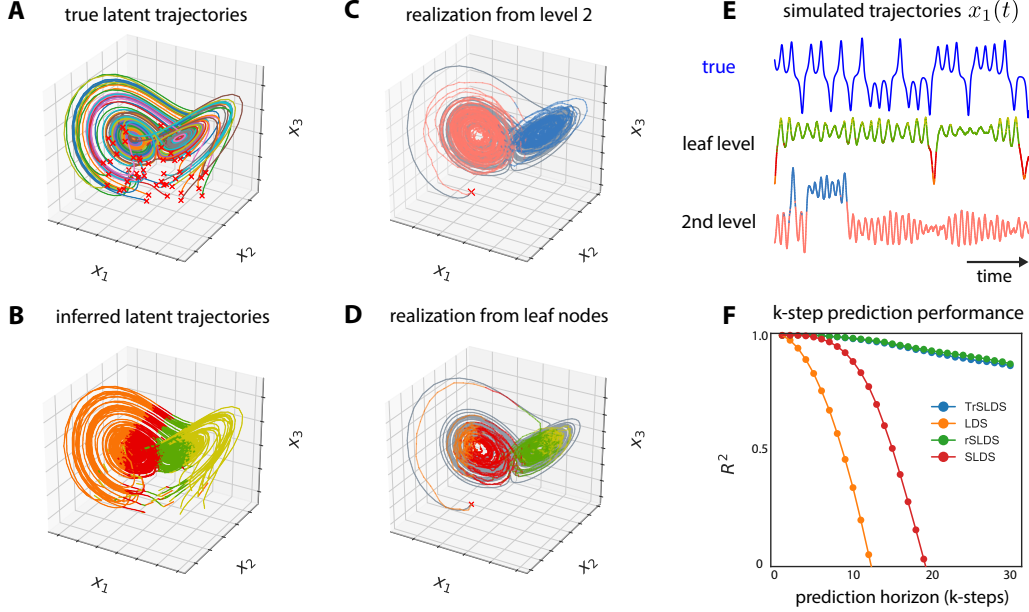 A true latent trajectories
x₃
x₁
x₂
B inferred latent trajectories
x₃
x₁
x₂
C realization from level 2
x₃
x₁
x₂
D realization from leaf nodes
x₃
x₁
x₂
E simulated trajectories x₁(t)
true
leaf level
2nd level
time
F k-step prediction performance
1.0
0.5
0
R²
TrSLDS
LDS
rSLDS
SLDS
0 10 20 30
prediction horizon (k-steps)